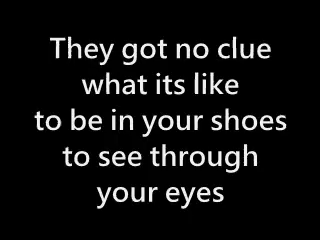 They got no clue
what its like
to be in your shoes
to see through
your eyes